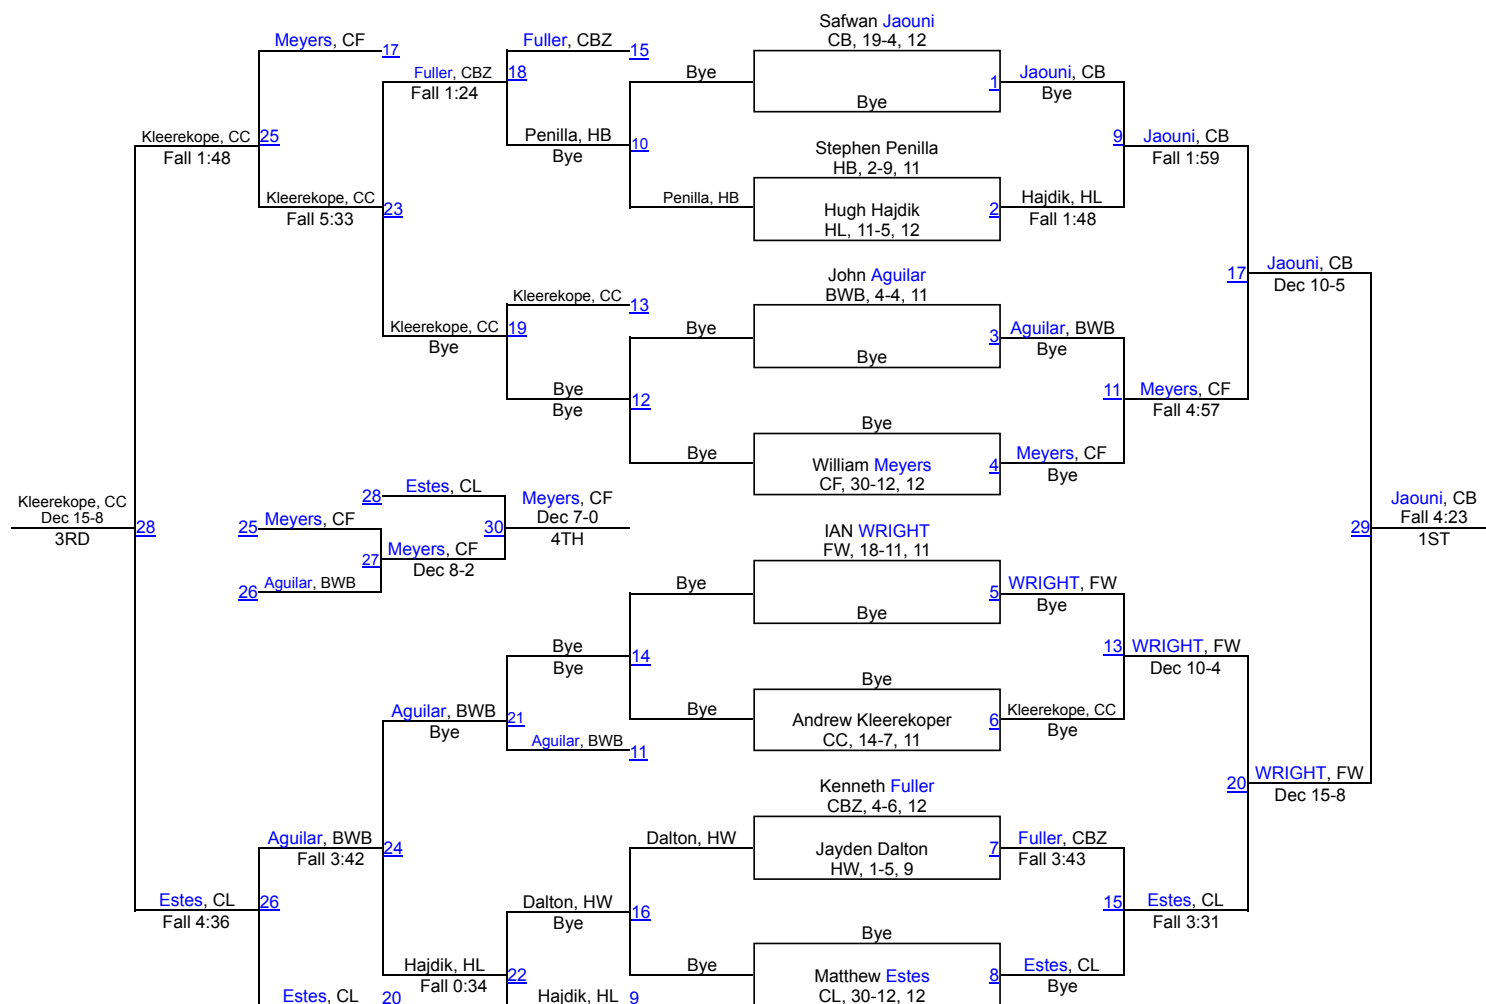 Safwan Jaouni
CB, 19-4, 12
Meyers, CF
17
Fuller, CBZ
15
Fuller, CBZ
18
Fall 1:24
Bye
Bye
1
Jaouni, CB
Bye
Kleerekope, CC
25
Fall 1:48
Penilla, HB
10
Bye
Stephen Penilla
HB, 2-9, 11
9
Jaouni, CB
Fall 1:59
Kleerekope, CC
23
Fall 5:33
Penilla, HB
Hugh Hajdik
HL, 11-5, 12
2
Hajdik, HL
Fall 1:48
John Aguilar
BWB, 4-4, 11
17
Jaouni, CB
Dec 10-5
Kleerekope, CC
13
Kleerekope, CC
19
Bye
Bye
Bye
3
Aguilar, BWB
Bye
Bye
12
Bye
11
Meyers, CF
Fall 4:57
Bye
Bye
William Meyers
CF, 30-12, 12
4
Meyers, CF
Bye
Kleerekope, CC
Dec 15-8
28
3RD
28
Estes, CL
25
Meyers, CF
27
Meyers, CF
Dec 8-2
26
Aguilar, BWB
30
Meyers, CF
Dec 7-0
4TH
IAN WRIGHT
FW, 18-11, 11
29
Jaouni, CB
Fall 4:23
1ST
Bye
Bye
5
WRIGHT, FW
Bye
Bye
14
Bye
13
WRIGHT, FW
Dec 10-4
Aguilar, BWB
21
Bye
Bye
Bye
Andrew Kleerekoper
CC, 14-7, 11
6
Kleerekope, CC
Bye
Aguilar, BWB
11
Kenneth Fuller
CBZ, 4-6, 12
20
WRIGHT, FW
Dec 15-8
Aguilar, BWB
24
Fall 3:42
Dalton, HW
Jayden Dalton
HW, 1-5, 9
7
Fuller, CBZ
Fall 3:43
Estes, CL
26
Fall 4:36
Dalton, HW
16
Bye
15
Estes, CL
Fall 3:31
Hajdik, HL
22
Fall 0:34
Bye
Bye
Matthew Estes
CL, 30-12, 12
8
Estes, CL
Bye
Estes, CL
20
Hajdik, HL
9